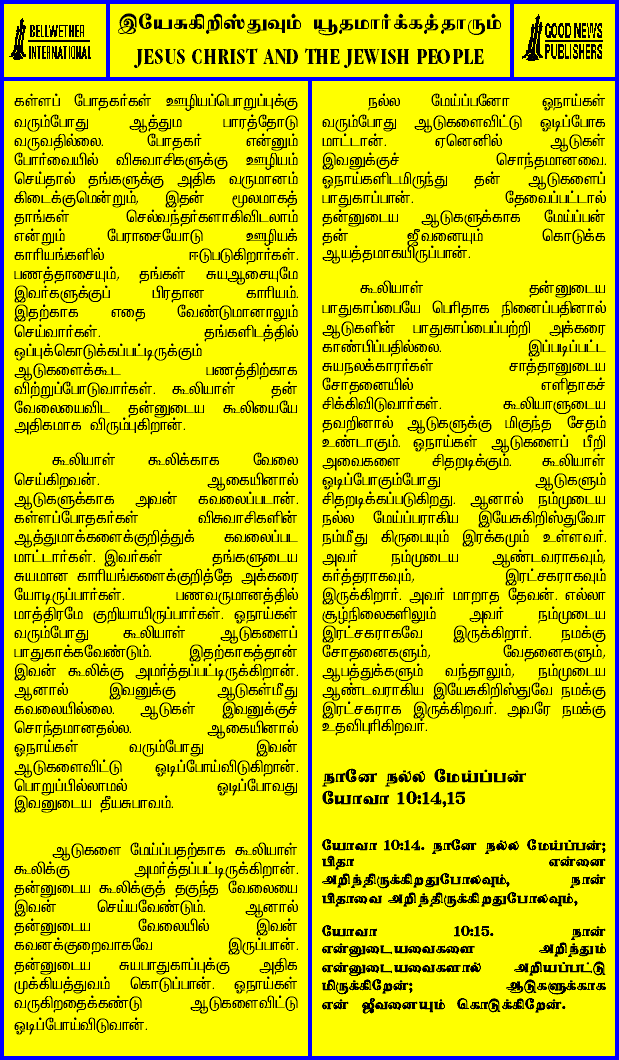 BELLWETHER
INTERNATIONAL
இயேசுகிறிஸ்துவும் யூதமார்க்கத்தாரும்
JESUS CHRIST AND THE JEWISH PEOPLE
GOOD NEWS
PUBLISHERS
கள்ளப் போதகர்கள் ஊழியப்பொறுப்புக்கு
வரும்போது ஆத்தும பாரத்தோடு
வருவதில்லை. போதகர் என்னும்
போர்வையில் விசுவாசிகளுக்கு ஊழியம்
செய்தால் தங்களுக்கு அதிக வருமானம்
கிடைக்குமென்றும், இதன் மூலமாகத்
தாங்கள் செல்வந்தர்களாகிவிடலாம்
என்றும் பேராசையோடு ஊழியக்
காரியங்களில் ஈடுபடுகிறார்கள்.
பணத்தாசையும், தங்கள் சுயஆசையுமே
இவர்களுக்குப் பிரதான காரியம்.
இதற்காக எதை வேண்டுமானாலும்
செய்வார்கள். தங்களிடத்தில்
ஒப்புக்கொடுக்கப்பட்டிருக்கும்
ஆடுகளைக்கூட பணத்திற்காக
விற்றுப்போடுவார்கள். கூலியாள் தன்
வேலையைவிட தன்னுடைய கூலியையே
அதிகமாக விரும்புகிறான்.
கூலியாள் கூலிக்காக வேலை
செய்கிறவன். ஆகையினால்
ஆடுகளுக்காக அவன் கவலைப்படான்.
கள்ளப்போதகர்கள் விசுவாசிகளின்
ஆத்துமாக்களைக்குறித்துக் கவலைப்பட
மாட்டார்கள். இவர்கள் தங்களுடைய
சுயமான காரியங்களைக்குறித்தே அக்கரை
யோடிருப்பார்கள். பணவருமானத்தில்
மாத்திரமே குறியாயிருப்பார்கள். ஓநாய்கள்
வரும்போது கூலியாள் ஆடுகளைப்
பாதுகாக்கவேண்டும். இதற்காகத்தான்
இவன் கூலிக்கு அமர்த்தப்பட்டிருக்கிறான்.
ஆனால் இவனுக்கு ஆடுகள்மீது
கவலையில்லை. ஆடுகள் இவனுக்குச்
சொந்தமானதல்ல. ஆகையினால்
ஓநாய்கள் வரும்போது இவன்
ஆடுகளைவிட்டு ஓடிப்போய்விடுகிறான்.
பொறுப்பில்லாமல் ஓடிப்போவது
இவனுடைய தீயசுபாவம்.
ஆடுகளை மேய்ப்பதற்காக கூலியாள்
கூலிக்கு அமர்த்தப்பட்டிருக்கிறான்.
தன்னுடைய கூலிக்குத் தகுந்த வேலையை
இவன் செய்யவேண்டும். ஆனால்
தன்னுடைய வேலையில் இவன்
கவனக்குறைவாகவே இருப்பான்.
தன்னுடைய சுயபாதுகாப்புக்கு அதிக
முக்கியத்துவம் கொடுப்பான். ஓநாய்கள்
வருகிறதைக்கண்டு ஆடுகளைவிட்டு
ஓடிப்போய்விடுவான்.
நல்ல மேய்ப்பனோ ஓநாய்கள்
வரும்போது ஆடுகளைவிட்டு ஓடிப்போக
மாட்டான். ஏனெனில் ஆடுகள்
இவனுக்குச் சொந்தமானவை.
ஓநாய்களிடமிருந்து தன் ஆடுகளைப்
பாதுகாப்பான். தேவைப்பட்டால்
தன்னுடைய ஆடுகளுக்காக மேய்ப்பன்
தன் ஜீவனையும் கொடுக்க
ஆயத்தமாகயிருப்பான்.
கூலியாள் தன்னுடைய
பாதுகாப்பையே பெரிதாக நினைப்பதினால்
ஆடுகளின் பாதுகாப்பைப்பற்றி அக்கரை
காண்பிப்பதில்லை. இப்படிப்பட்ட
சுயநலக்காரர்கள் சாத்தானுடைய
சோதனையில் எளிதாகச்
சிக்கிவிடுவார்கள். கூலியாளுடைய
தவறினால் ஆடுகளுக்கு மிகுந்த சேதம்
உண்டாகும். ஓநாய்கள் ஆடுகளைப் பீறி
அவைகளை சிதறடிக்கும். கூலியாள்
ஓடிப்போகும்போது ஆடுகளும்
சிதறடிக்கப்படுகிறது. ஆனால் நம்முடைய
நல்ல மேய்ப்பராகிய இயேசுகிறிஸ்துவோ
நம்மீது கிருபையும் இரக்கமும் உள்ளவர்.
அவர் நம்முடைய ஆண்டவராகவும்,
கர்த்தராகவும், இரட்சகராகவும்
இருக்கிறார். அவர் மாறாத தேவன். எல்லா
சூழ்நிலைகளிலும் அவர் நம்முடைய
இரட்சகராகவே இருக்கிறார். நமக்கு
சோதனைகளும், வேதனைகளும்,
ஆபத்துக்களும் வந்தாலும், நம்முடைய
ஆண்டவராகிய இயேசுகிறிஸ்துவே நமக்கு
இரட்சகராக இருக்கிறவர். அவரே நமக்கு
உதவிபுரிகிறவர்.
நானே நல்ல மேய்ப்பன்
யோவா 10:14,15
யோவா 10:14. நானே நல்ல மேய்ப்பன்;
பிதா என்னை
அறிந்திருக்கிறதுபோலவும், நான்
பிதாவை அறிந்திருக்கிறதுபோலவும்,
யோவா 10:15. நான்
என்னுடையவைகளை அறிந்தும்
என்னுடையவைகளால் அறியப்பட்டு
மிருக்கிறேன்; ஆடுகளுக்காக
என் ஜீவனையும் கொடுக்கிறேன்.